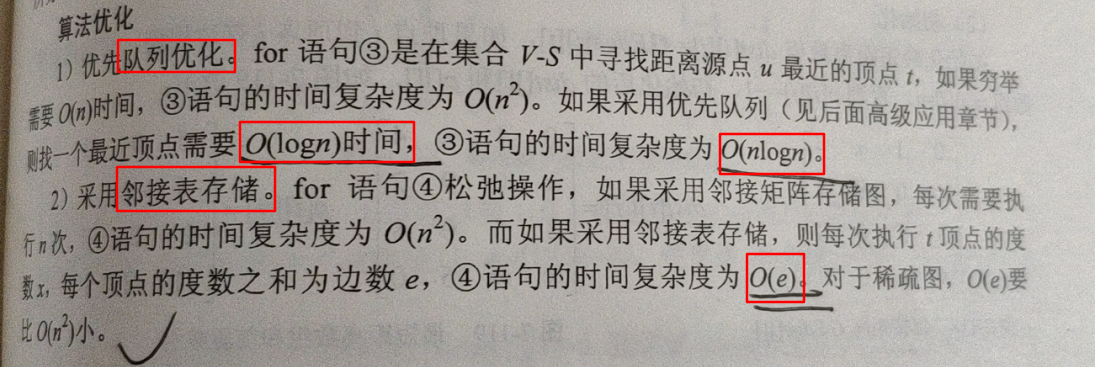 算法优化
1）优先队列优化。for 语句③是在集合 V-S 中寻找距离源点 u 最近的顶点 t，如果穷举
需要 O(n)时间，③语句的时间复杂度为 O(n²)。如果采用优先队列（见后面高级应用章节），
则找一个最近顶点需要 O(logn)时间，③语句的时间复杂度为 O(nlogn)。
2）采用邻接表存储。for 语句④松弛操作，如果采用邻接矩阵存储图，每次需要执
行 n 次，④语句的时间复杂度为 O(n²)。而如果采用邻接表存储，则每次执行 t 顶点的度
数 x，每个顶点的度数之和为边数 e，④语句的时间复杂度为 O(e)。对于稀疏图，O(e)要
比 O(n²)小。